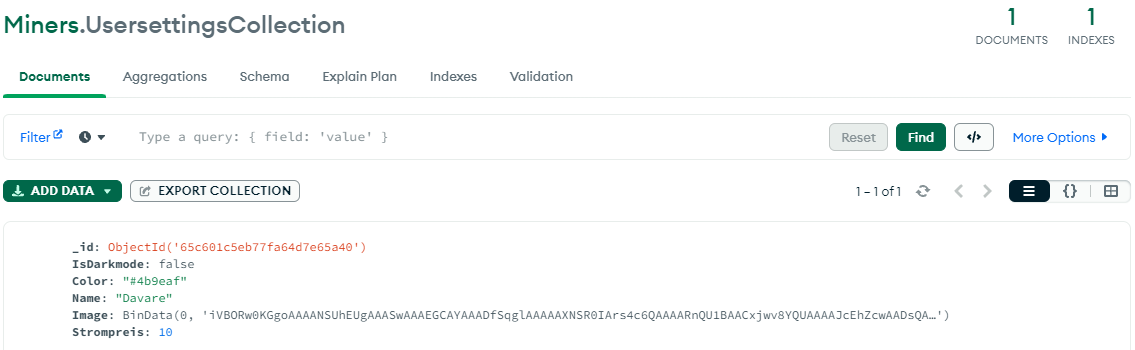 Miners.UsersettingsCollection
1 1
DOCUMENTS INDEXES
Documents Aggregations Schema Explain Plan Indexes Validation
Filter Type a query: { field: 'value' } Reset Find </> More Options
ADD DATA EXPORT COLLECTION 1 – 1 of 1 {}
_id: ObjectId('65c601c5eb77fa64d7e65a40')
IsDarkmode: false
Color: "#4b9eaf"
Name: "Davare"
Image: BinData(0, 'iVBORw0KGgoAAAANSUhEUgAAASwAAAEGCAYAAADfSqglAAAAAXNSR0IArs4c6QAAAARnQU1BAACxjwv8YQUAAAAJcEhZcwAADsQA…')
Strompreis: 10